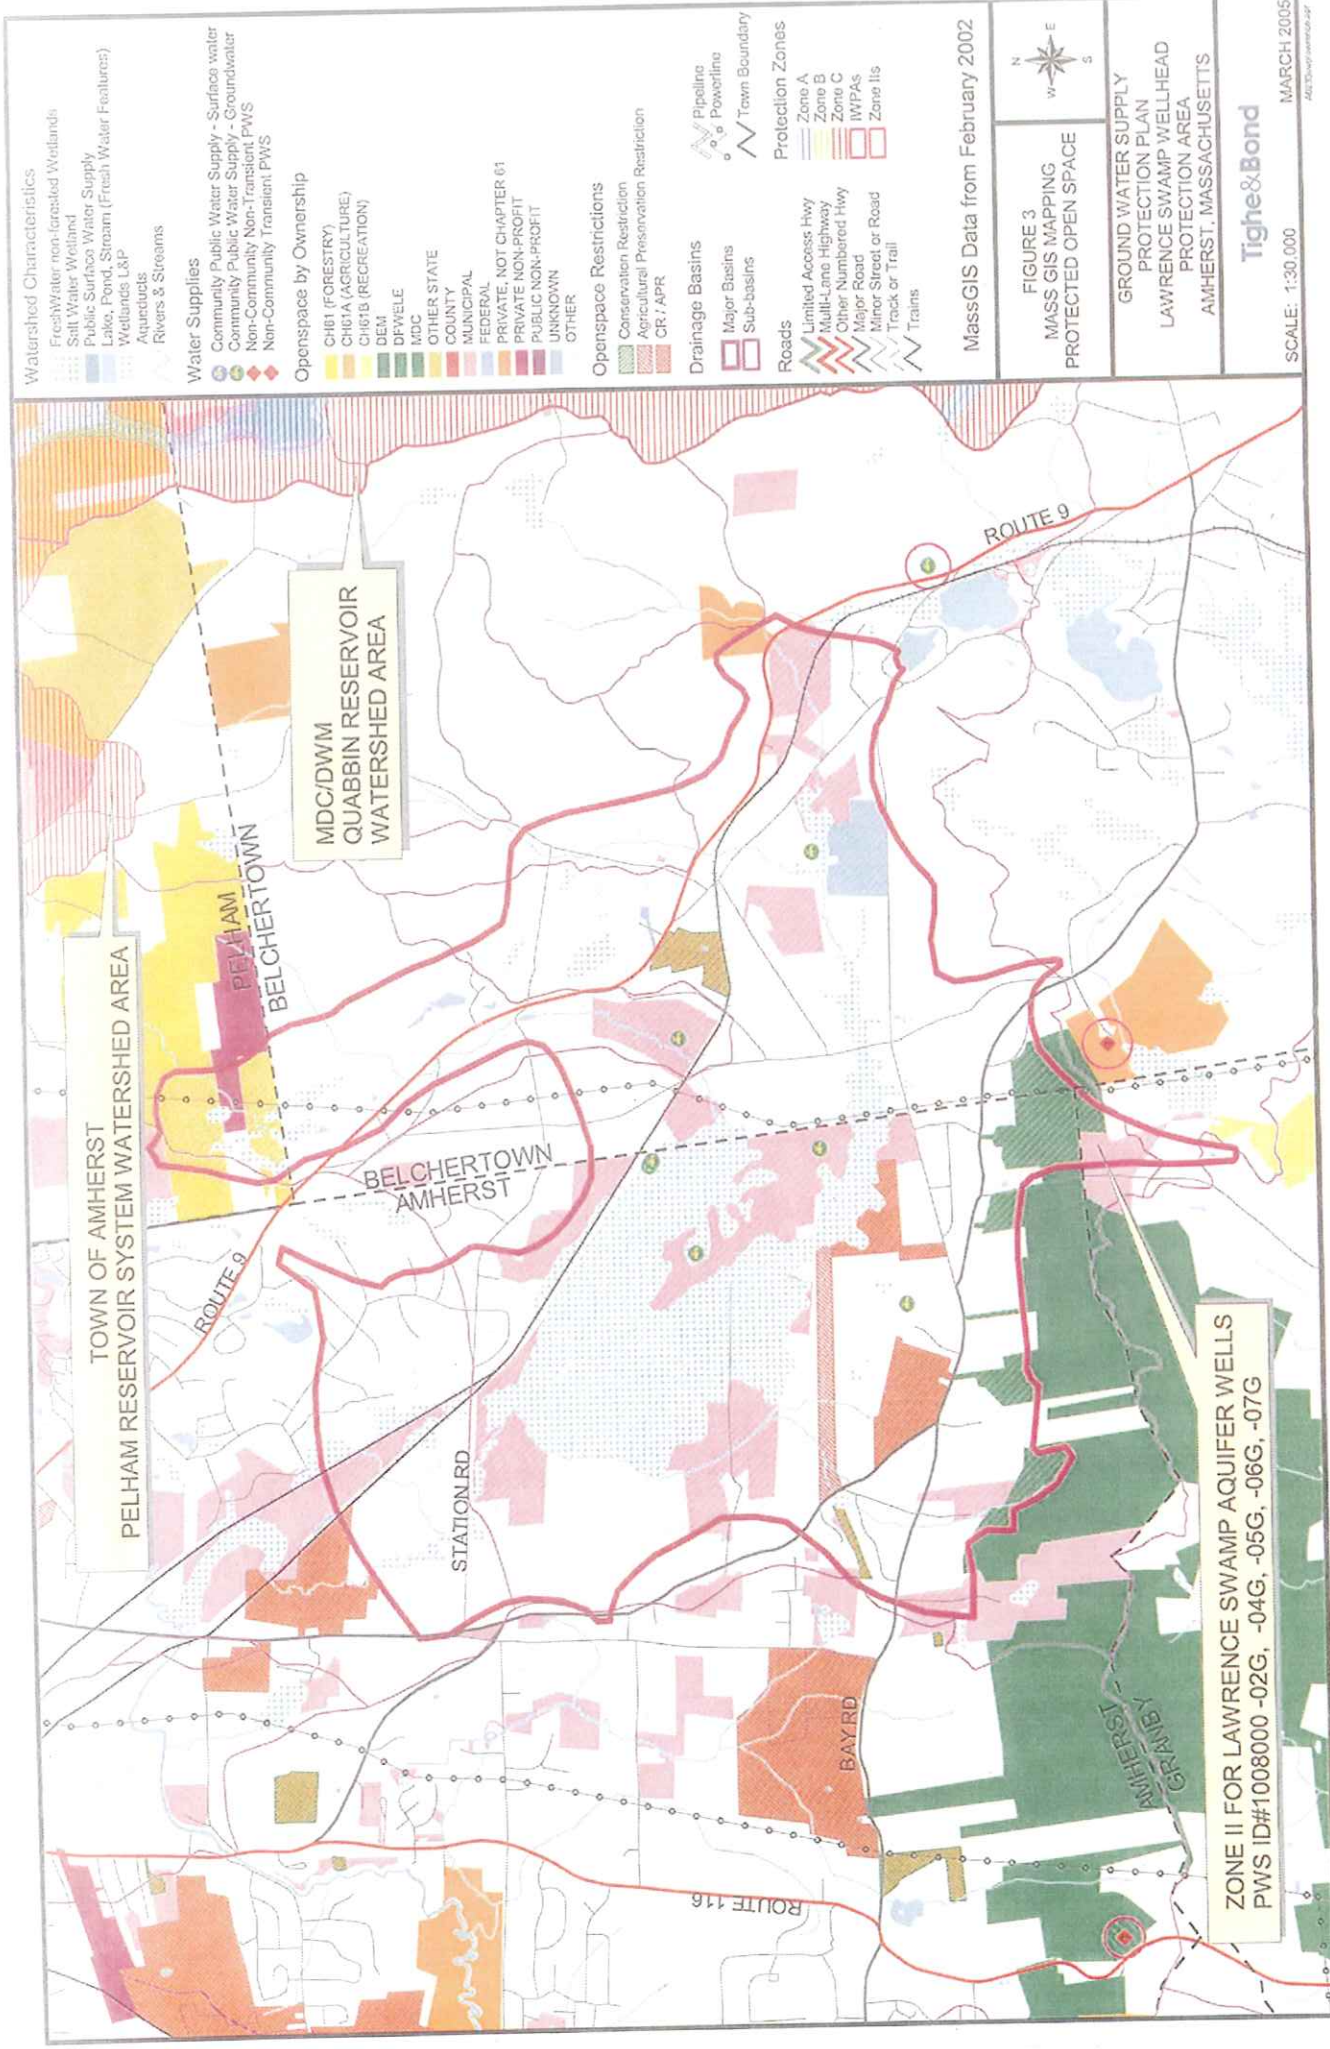 Watershed Characteristics
FreshWater non-forested Wetlands
Salt Water Wetland
Public Surface Water Supply
Lake, Pond, Stream (Fresh Water Features)
Wetlands L&P
Aqueducts
Rivers & Streams
Water Supplies
Community Public Water Supply - Surface water
Community Public Water Supply - Groundwater
Non-Community Non-Transient PWS
Non-Community Transient PWS
Openspace by Ownership
CH61 (FORESTRY)
CH61A (AGRICULTURE)
CH61B (RECREATION)
DEM
DFWELE
MDC
OTHER STATE
COUNTY
MUNICIPAL
FEDERAL
PRIVATE, NOT CHAPTER 61
PRIVATE NON-PROFIT
PUBLIC NON-PROFIT
UNKNOWN
OTHER
Openspace Restrictions
Conservation Restriction
Agricultural Preservation Restriction
CR / APR
Drainage Basins
Major Basins
Sub-basins
Pipeline
Powerline
Town Boundary
Roads
Limited Access Hwy
Multi-Lane Highway
Other Numbered Hwy
Major Road
Minor Street or Road
Track or Trail
Trains
Protection Zones
Zone A
Zone B
Zone C
IWPAs
Zone IIs
MassGIS Data from February 2002
FIGURE 3
MASS GIS MAPPING
PROTECTED OPEN SPACE
N
W
E
S
GROUND WATER SUPPLY
PROTECTION PLAN
LAWRENCE SWAMP WELLHEAD
PROTECTION AREA
AMHERST, MASSACHUSETTS
Tighe&Bond
SCALE: 1:30,000
MARCH 2005
TOWN OF AMHERST
PELHAM RESERVOIR SYSTEM WATERSHED AREA
MDC/DWM
QUABBIN RESERVOIR
WATERSHED AREA
PELHAM
BELCHERTOWN
ROUTE 9
BELCHERTOWN
AMHERST
ROUTE 9
STATION RD
BAY RD
ROUTE 116
AMHERST
GRANBY
ZONE II FOR LAWRENCE SWAMP AQUIFER WELLS
PWS ID#1008000 -02G, -04G, -05G, -06G, -07G